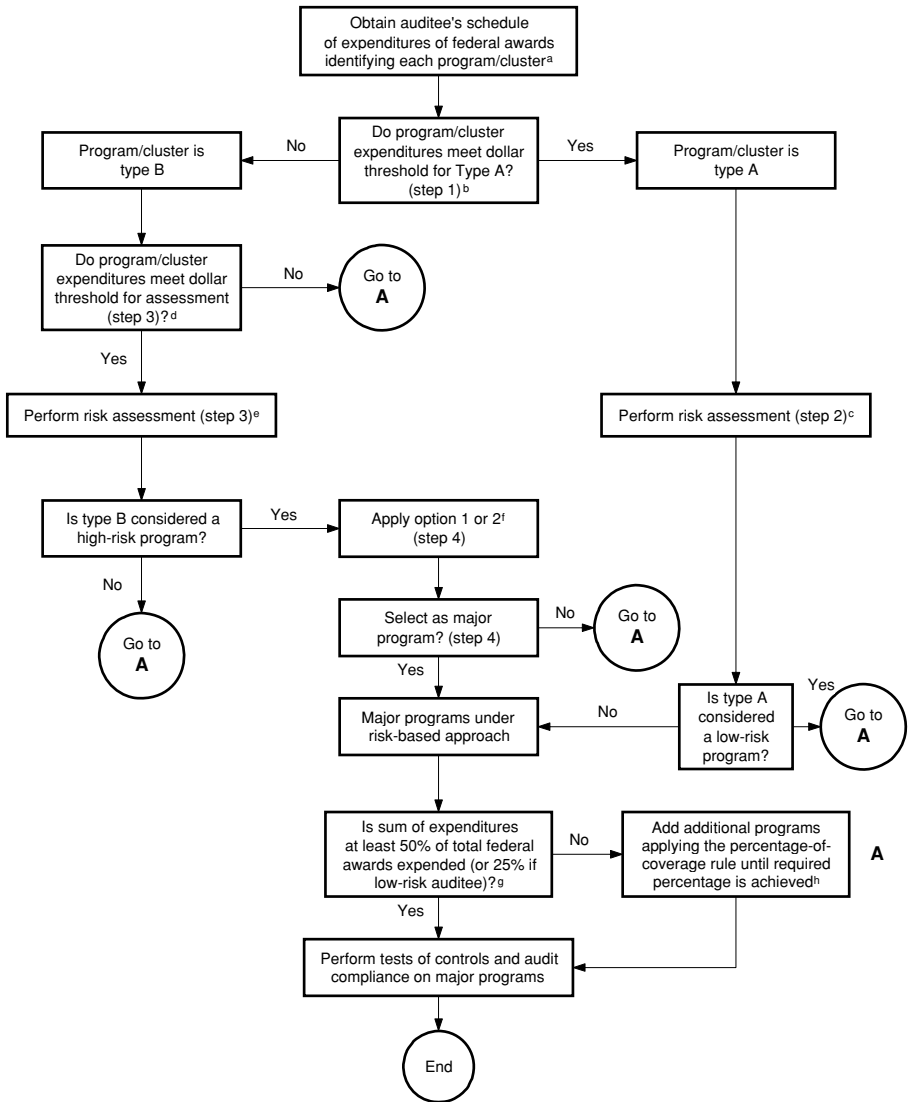 Obtain auditee's schedule
of expenditures of federal awards
identifying each program/clusterᵃ
Do program/cluster
expenditures meet dollar
threshold for Type A?
(step 1)ᵇ
No
Yes
Program/cluster is
type B
Program/cluster is
type A
Do program/cluster
expenditures meet dollar
threshold for assessment
(step 3)?ᵈ
No
Go to
A
Yes
Perform risk assessment (step 3)ᵉ
Perform risk assessment (step 2)ᶜ
Is type B considered a
high-risk program?
Yes
Apply option 1 or 2ᶠ
(step 4)
No
Go to
A
Select as major
program? (step 4)
No
Go to
A
Yes
Major programs under
risk-based approach
No
Is type A
considered
a low-risk
program?
Yes
Go to
A
Is sum of expenditures
at least 50% of total federal
awards expended (or 25% if
low-risk auditee)?ᵍ
No
Add additional programs
applying the percentage-of-
coverage rule until required
percentage is achievedʰ
A
Yes
Perform tests of controls and audit
compliance on major programs
End